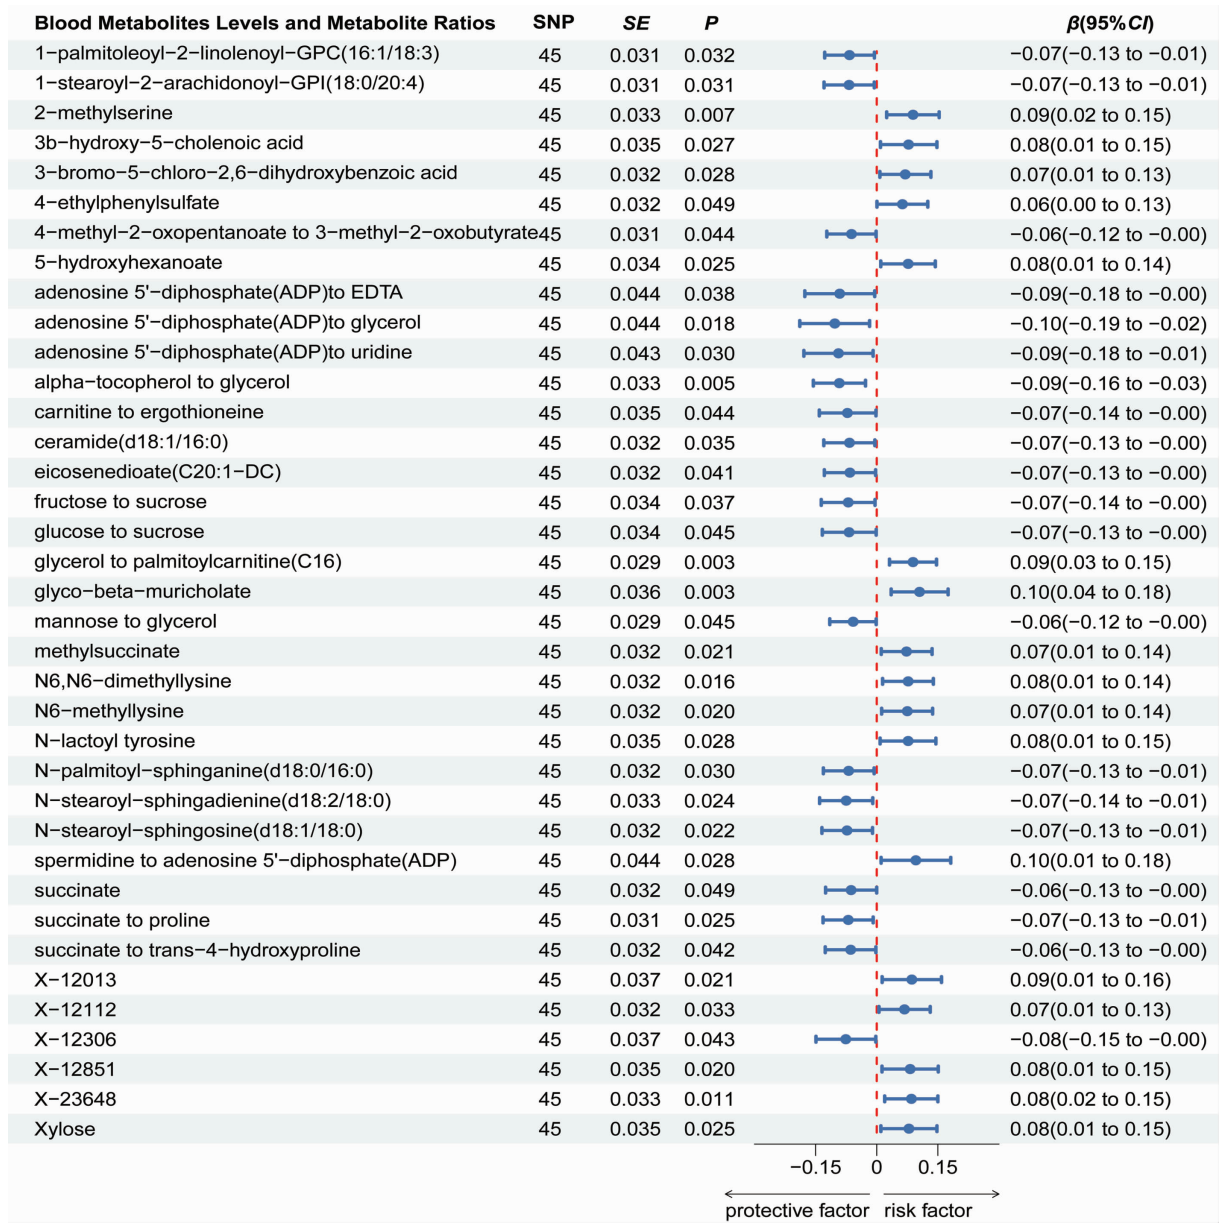 Blood Metabolites Levels and Metabolite Ratios SNP SE P β(95%CI)
1−palmitoleoyl−2−linolenoyl−GPC(16:1/18:3) 45 0.031 0.032 −0.07(−0.13 to −0.01)
1−stearoyl−2−arachidonoyl−GPI(18:0/20:4) 45 0.031 0.031 −0.07(−0.13 to −0.01)
2−methylserine 45 0.033 0.007 0.09(0.02 to 0.15)
3b−hydroxy−5−cholenoic acid 45 0.035 0.027 0.08(0.01 to 0.15)
3−bromo−5−chloro−2,6−dihydroxybenzoic acid 45 0.032 0.028 0.07(0.01 to 0.13)
4−ethylphenylsulfate 45 0.032 0.049 0.06(0.00 to 0.13)
4−methyl−2−oxopentanoate to 3−methyl−2−oxobutyrate 45 0.031 0.044 −0.06(−0.12 to −0.00)
5−hydroxyhexanoate 45 0.034 0.025 0.08(0.01 to 0.14)
adenosine 5'−diphosphate(ADP)to EDTA 45 0.044 0.038 −0.09(−0.18 to −0.00)
adenosine 5'−diphosphate(ADP)to glycerol 45 0.044 0.018 −0.10(−0.19 to −0.02)
adenosine 5'−diphosphate(ADP)to uridine 45 0.043 0.030 −0.09(−0.18 to −0.01)
alpha−tocopherol to glycerol 45 0.033 0.005 −0.09(−0.16 to −0.03)
carnitine to ergothioneine 45 0.035 0.044 −0.07(−0.14 to −0.00)
ceramide(d18:1/16:0) 45 0.032 0.035 −0.07(−0.13 to −0.00)
eicosenedioate(C20:1−DC) 45 0.032 0.041 −0.07(−0.13 to −0.00)
fructose to sucrose 45 0.034 0.037 −0.07(−0.14 to −0.00)
glucose to sucrose 45 0.034 0.045 −0.07(−0.13 to −0.00)
glycerol to palmitoylcarnitine(C16) 45 0.029 0.003 0.09(0.03 to 0.15)
glyco−beta−muricholate 45 0.036 0.003 0.10(0.04 to 0.18)
mannose to glycerol 45 0.029 0.045 −0.06(−0.12 to −0.00)
methylsuccinate 45 0.032 0.021 0.07(0.01 to 0.14)
N6,N6−dimethyllysine 45 0.032 0.016 0.08(0.01 to 0.14)
N6−methyllysine 45 0.032 0.020 0.07(0.01 to 0.14)
N−lactoyl tyrosine 45 0.035 0.028 0.08(0.01 to 0.15)
N−palmitoyl−sphinganine(d18:0/16:0) 45 0.032 0.030 −0.07(−0.13 to −0.01)
N−stearoyl−sphingadienine(d18:2/18:0) 45 0.033 0.024 −0.07(−0.14 to −0.01)
N−stearoyl−sphingosine(d18:1/18:0) 45 0.032 0.022 −0.07(−0.13 to −0.01)
spermidine to adenosine 5'−diphosphate(ADP) 45 0.044 0.028 0.10(0.01 to 0.18)
succinate 45 0.032 0.049 −0.06(−0.13 to −0.00)
succinate to proline 45 0.031 0.025 −0.07(−0.13 to −0.01)
succinate to trans−4−hydroxyproline 45 0.032 0.042 −0.06(−0.13 to −0.00)
X−12013 45 0.037 0.021 0.09(0.01 to 0.16)
X−12112 45 0.032 0.033 0.07(0.01 to 0.13)
X−12306 45 0.037 0.043 −0.08(−0.15 to −0.00)
X−12851 45 0.035 0.020 0.08(0.01 to 0.15)
X−23648 45 0.033 0.011 0.08(0.02 to 0.15)
Xylose 45 0.035 0.025 0.08(0.01 to 0.15)
−0.15 0 0.15
protective factor risk factor